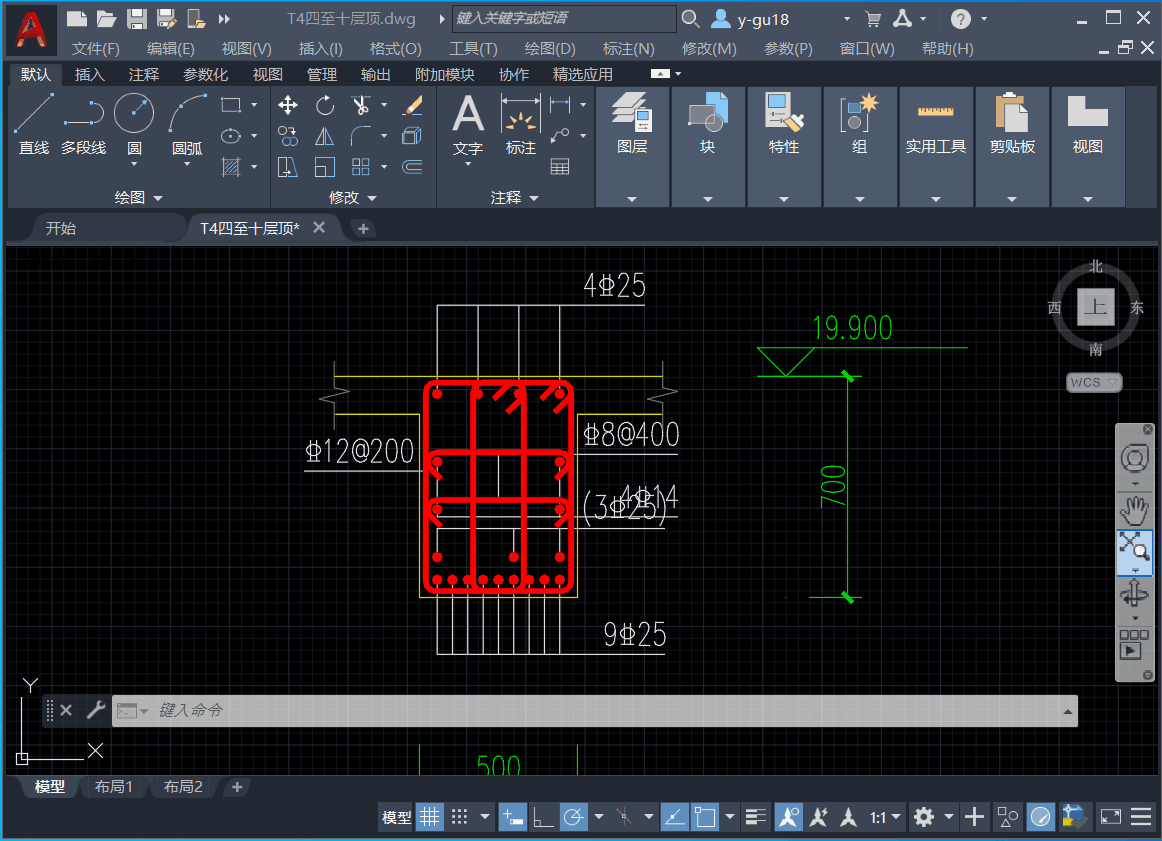 T4四至十层顶.dwg 键入关键字或短语 y-gu18
文件(F) 编辑(E) 视图(V) 插入(I) 格式(O) 工具(T) 绘图(D) 标注(N) 修改(M) 参数(P) 窗口(W) 帮助(H)
默认 插入 注释 参数化 视图 管理 输出 附加模块 协作 精选应用
直线 多段线 圆 圆弧 文字 标注 图层 块 特性 组 实用工具 剪贴板 视图
绘图 修改 注释
开始 T4四至十层顶*
4Φ25
北
西 上 东
南
19.900
WCS
Φ12@200
Φ8@400
4Φ14
(3Φ25)
700
9Φ25
Y
键入命令
X
500
模型 布局1 布局2
模型 1:1